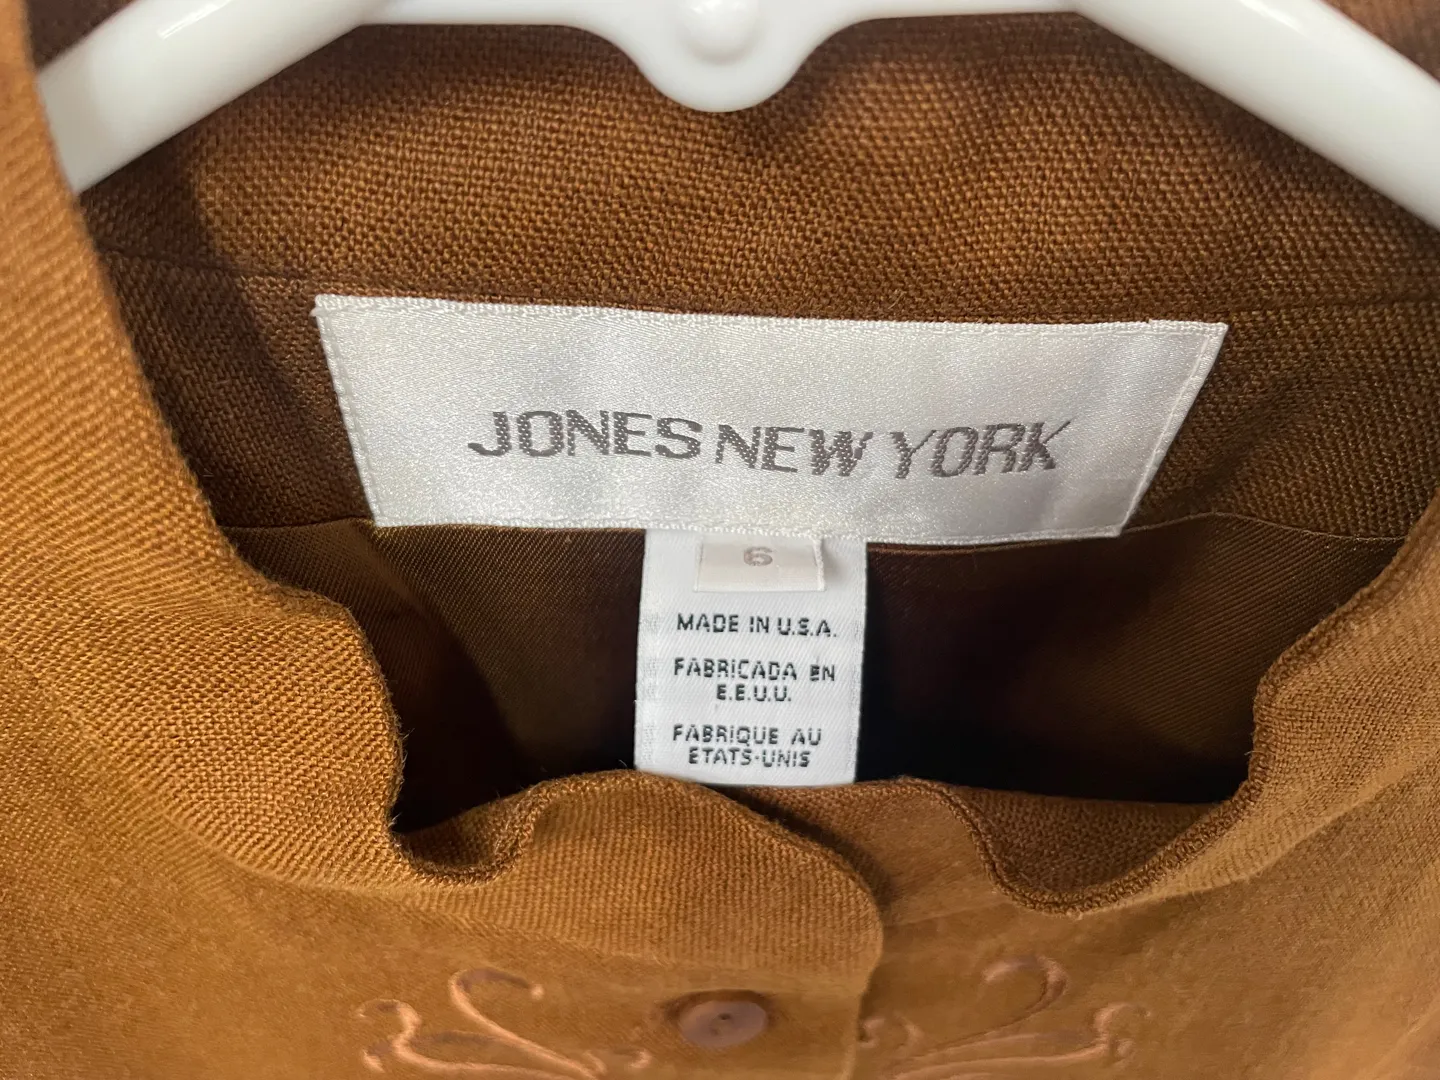 JONES NEW YORK
6
MADE IN U.S.A.
FABRICADA EN
E.E.U.U.
FABRIQUE AU
ETATS-UNIS